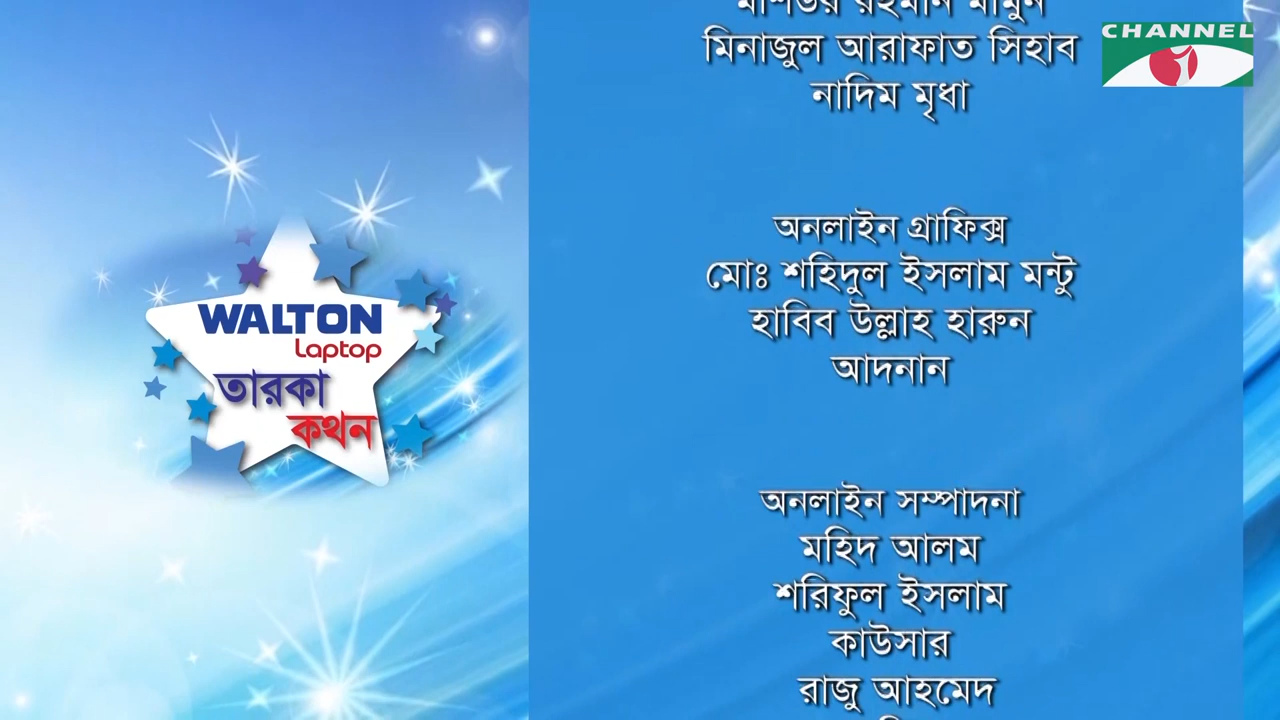 WALTON
Laptop
তারকা
কথন
CHANNEL
রহমান মামুন
মিনাজুল আরাফাত সিহাব
নাদিম মৃধা
অনলাইন গ্রাফিক্স
মোঃ শহিদুল ইসলাম মন্টু
হাবিব উল্লাহ হারুন
আদনান
অনলাইন সম্পাদনা
মহিদ আলম
শরিফুল ইসলাম
কাউসার
রাজু আহমেদ